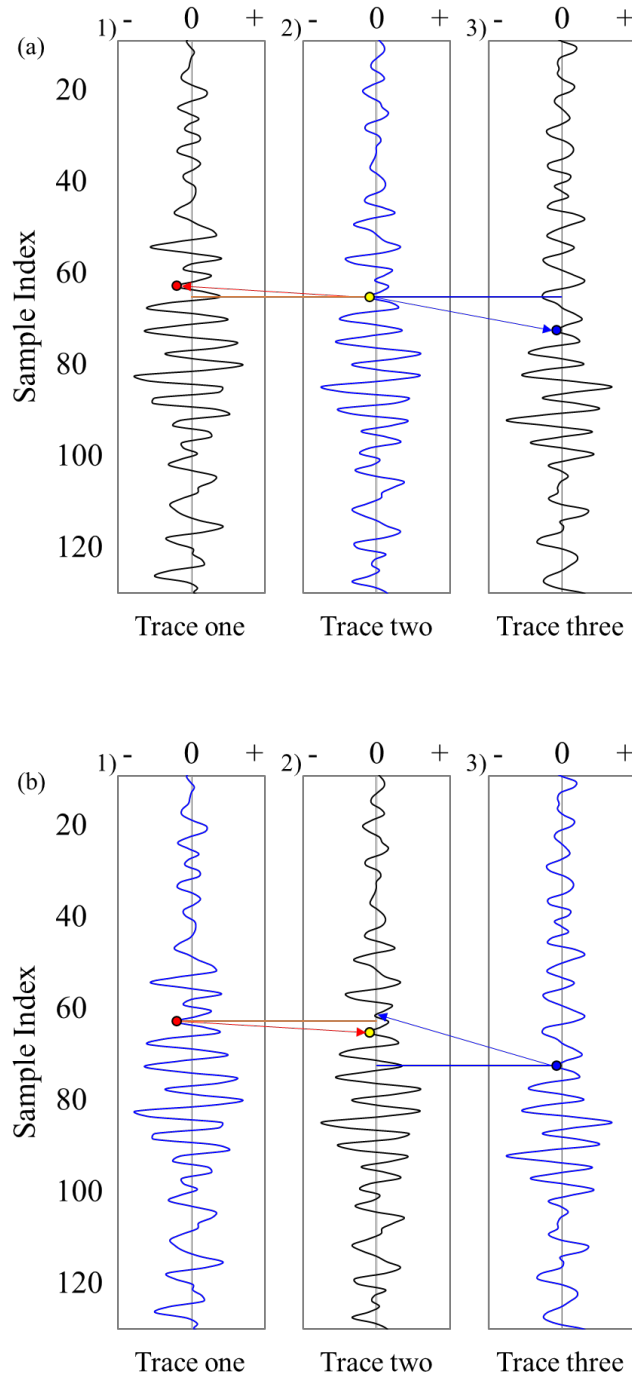 (a)
1) - 0 + 2) - 0 + 3) - 0 +
20
40
60
80
100
120
Sample Index
Trace one Trace two Trace three
(b)
1) - 0 + 2) - 0 + 3) - 0 +
20
40
60
80
100
120
Sample Index
Trace one Trace two Trace three